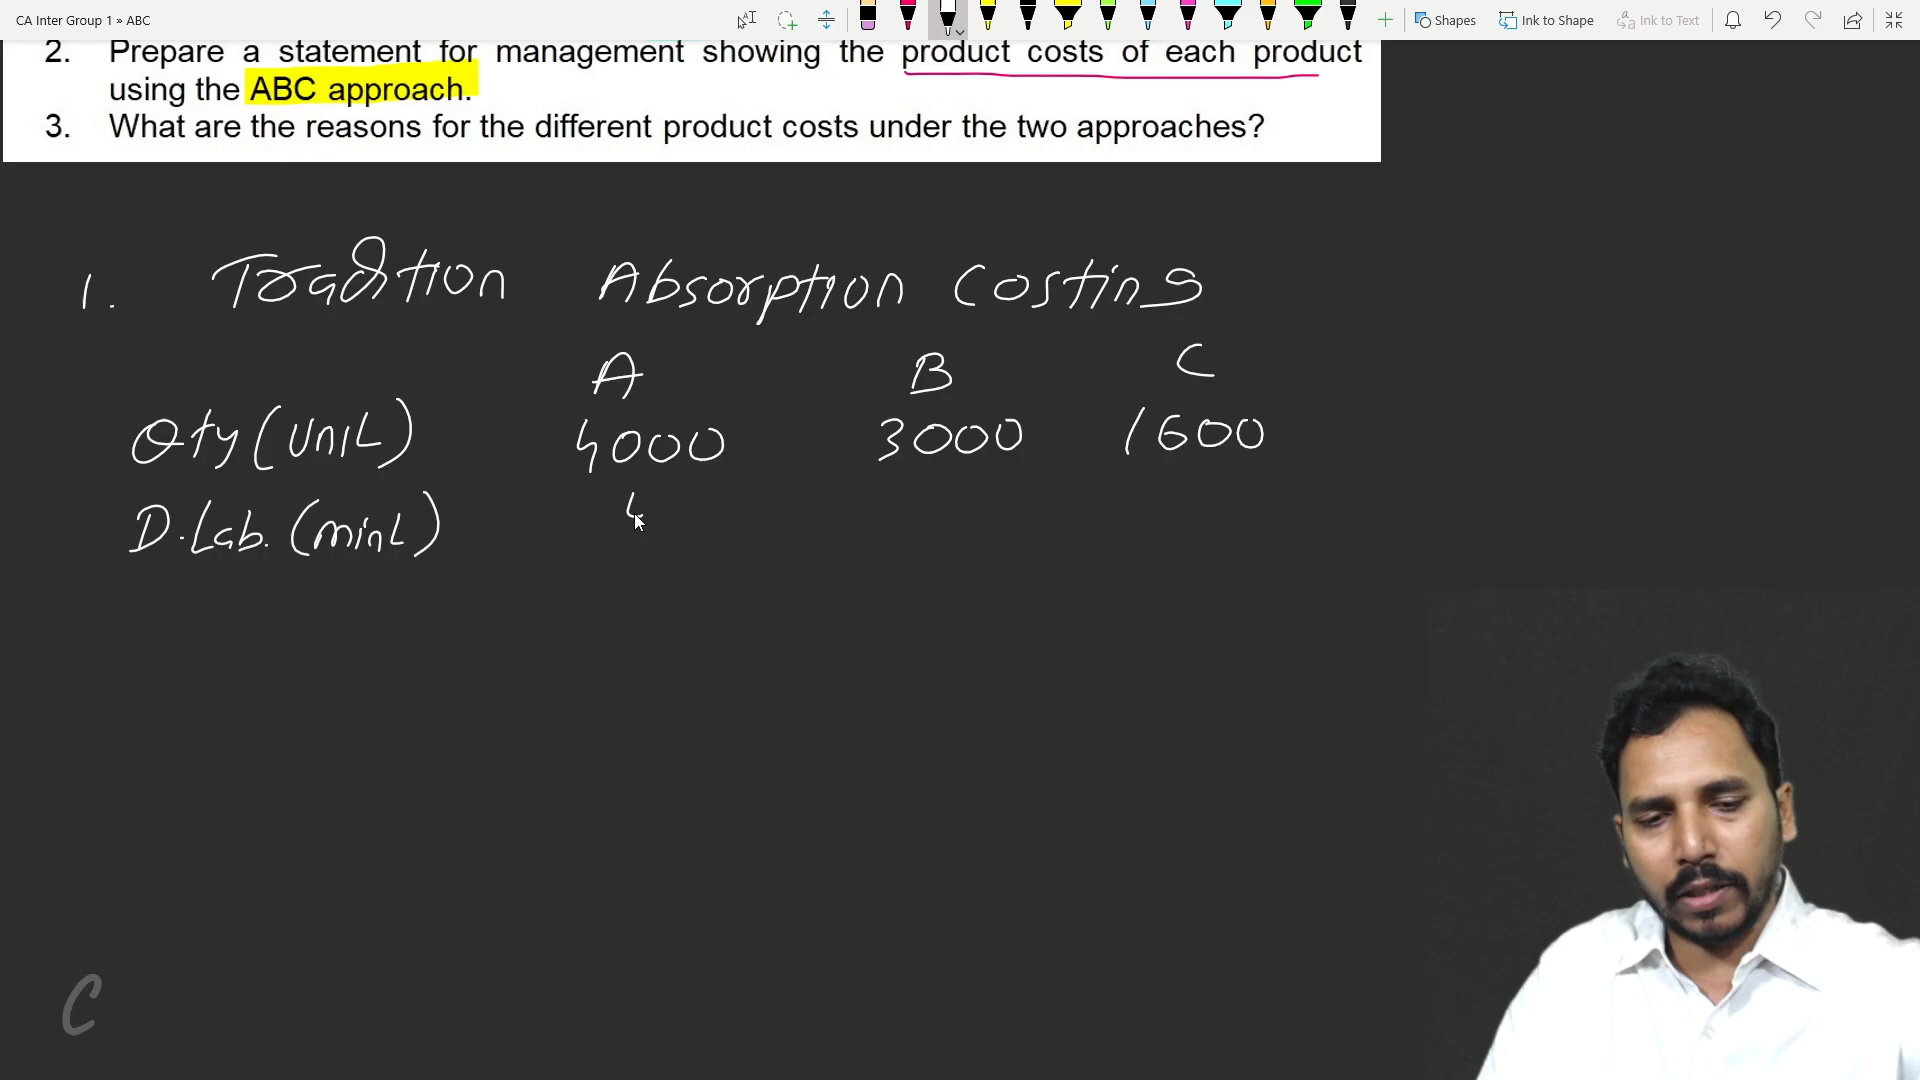 CA Inter Group 1 » ABC
Shapes Ink to Shape Ink to Text
2. Prepare a statement for management showing the product costs of each product
using the ABC approach.
3. What are the reasons for the different product costs under the two approaches?
1. Tradition Absorption Costing
A B C
Qty (Unit) 4000 3000 1600
D.Lab. (mint)
C